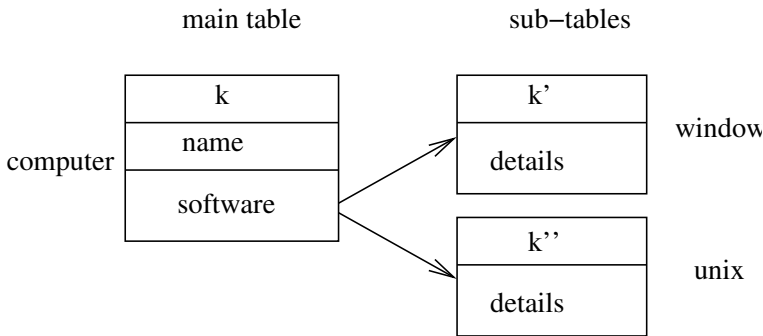 main table
sub-tables
k
name
software
computer
k’
details
window
k’’
details
unix